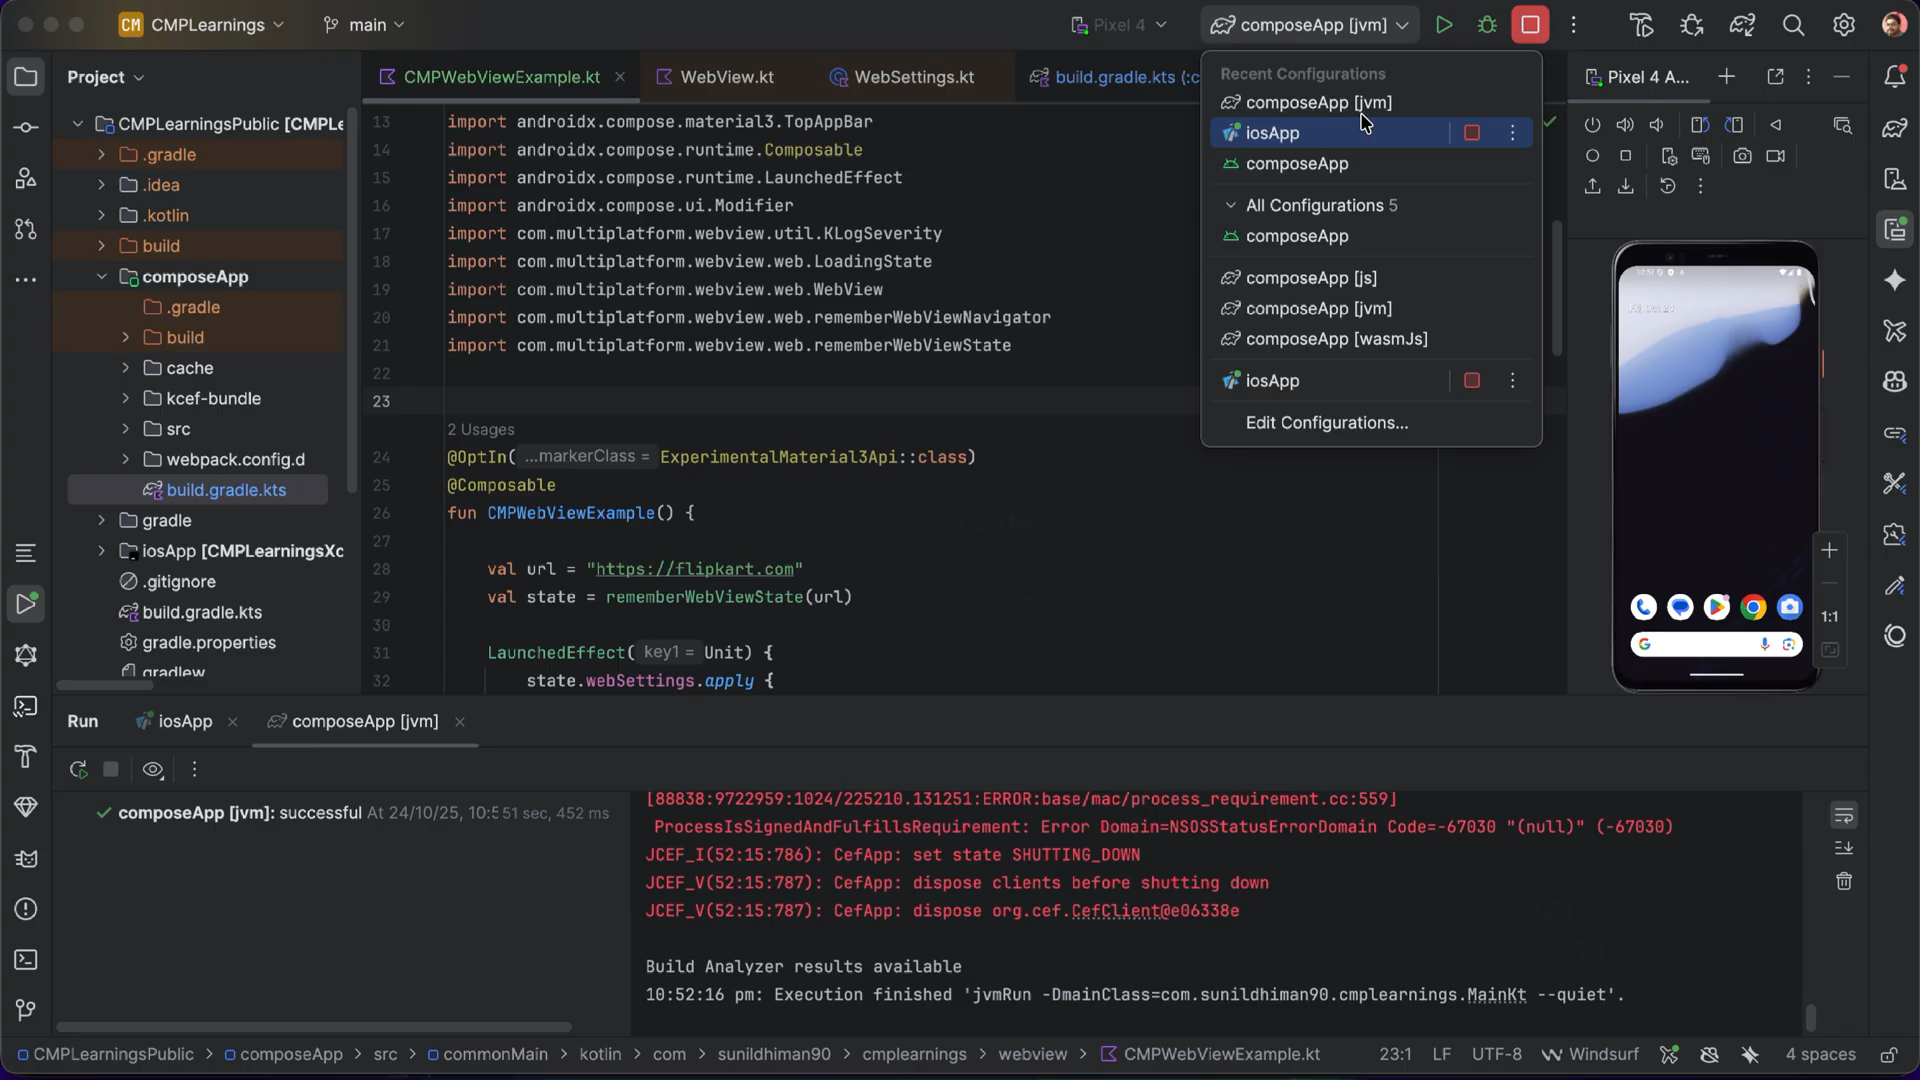 CM CMPLearnings main Pixel 4 composeApp [jvm]
Project
CMPWebViewExample.kt WebView.kt WebSettings.kt build.gradle.kts (:c
Recent Configurations
composeApp [jvm]
iosApp
composeApp
All Configurations 5
composeApp
composeApp [js]
composeApp [jvm]
composeApp [wasmJs]
iosApp
Edit Configurations...
Pixel 4 A...
CMPLearningsPublic [CMPLe
.gradle
.idea
.kotlin
build
composeApp
.gradle
build
cache
kcef-bundle
src
webpack.config.d
build.gradle.kts
gradle
iosApp [CMPLearningsXc
.gitignore
build.gradle.kts
gradle.properties
gradlew
13 import androidx.compose.material3.TopAppBar
14 import androidx.compose.runtime.Composable
15 import androidx.compose.runtime.LaunchedEffect
16 import androidx.compose.ui.Modifier
17 import com.multiplatform.webview.util.KLogSeverity
18 import com.multiplatform.webview.web.LoadingState
19 import com.multiplatform.webview.web.WebView
20 import com.multiplatform.webview.web.rememberWebViewNavigator
21 import com.multiplatform.webview.web.rememberWebViewState
22
23
2 Usages
24 @OptIn( ...markerClass = ExperimentalMaterial3Api::class)
25 @Composable
26 fun CMPWebViewExample() {
27
28 val url = "https://flipkart.com"
29 val state = rememberWebViewState(url)
30
31 LaunchedEffect( key1 = Unit) {
32 state.webSettings.apply {
1:1
Run iosApp composeApp [jvm]
composeApp [jvm]: successful At 24/10/25, 10:5 51 sec, 452 ms
[88838:9722959:1024/225210.131251:ERROR:base/mac/process_requirement.cc:559]
ProcessIsSignedAndFulfillsRequirement: Error Domain=NSOSStatusErrorDomain Code=-67030 "(null)" (-67030)
JCEF_I(52:15:786): CefApp: set state SHUTTING_DOWN
JCEF_V(52:15:787): CefApp: dispose clients before shutting down
JCEF_V(52:15:787): CefApp: dispose org.cef.CefClient@e06338e
Build Analyzer results available
10:52:16 pm: Execution finished 'jvmRun -DmainClass=com.sunildhiman90.cmplearnings.MainKt --quiet'.
CMPLearningsPublic > composeApp > src > commonMain > kotlin > com > sunildhiman90 > cmplearnings > webview > CMPWebViewExample.kt 23:1 LF UTF-8 Windsurf 4 spaces